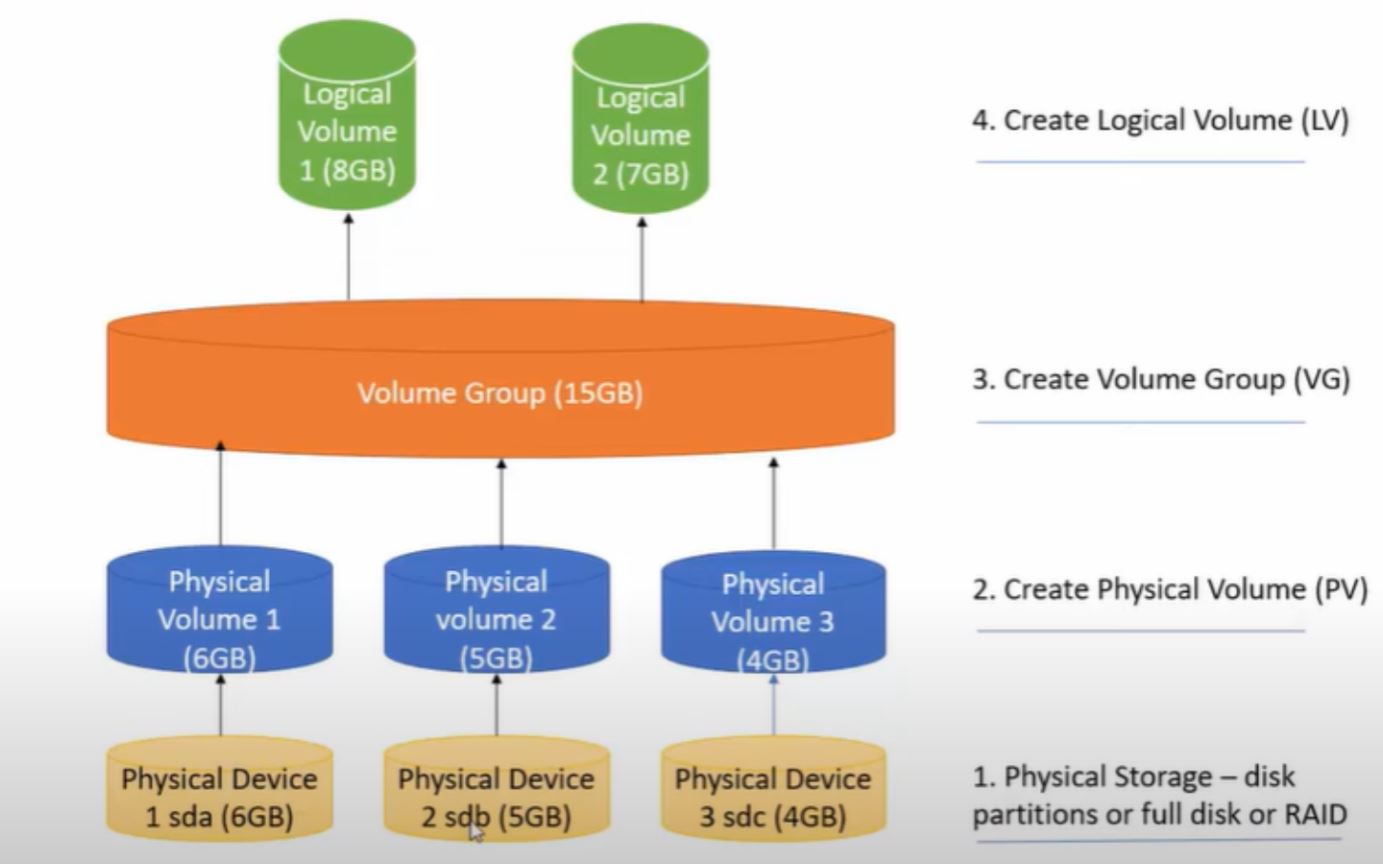 Logical
Volume
1 (8GB)
Logical
Volume
2 (7GB)
4. Create Logical Volume (LV)
Volume Group (15GB)
3. Create Volume Group (VG)
Physical
Volume 1
(6GB)
Physical
volume 2
(5GB)
Physical
Volume 3
(4GB)
2. Create Physical Volume (PV)
Physical Device
1 sda (6GB)
Physical Device
2 sdb (5GB)
Physical Device
3 sdc (4GB)
1. Physical Storage – disk
partitions or full disk or RAID